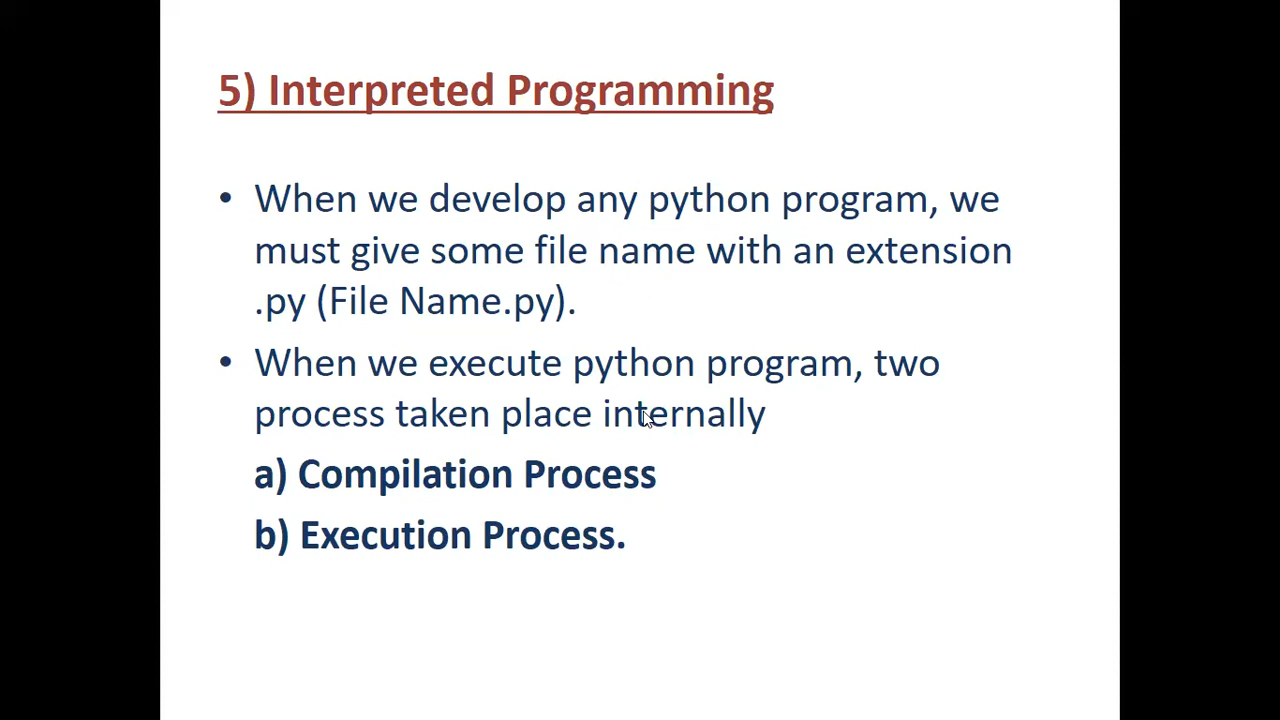 5) Interpreted Programming
• When we develop any python program, we
must give some file name with an extension
.py (File Name.py).
• When we execute python program, two
process taken place internally
a) Compilation Process
b) Execution Process.